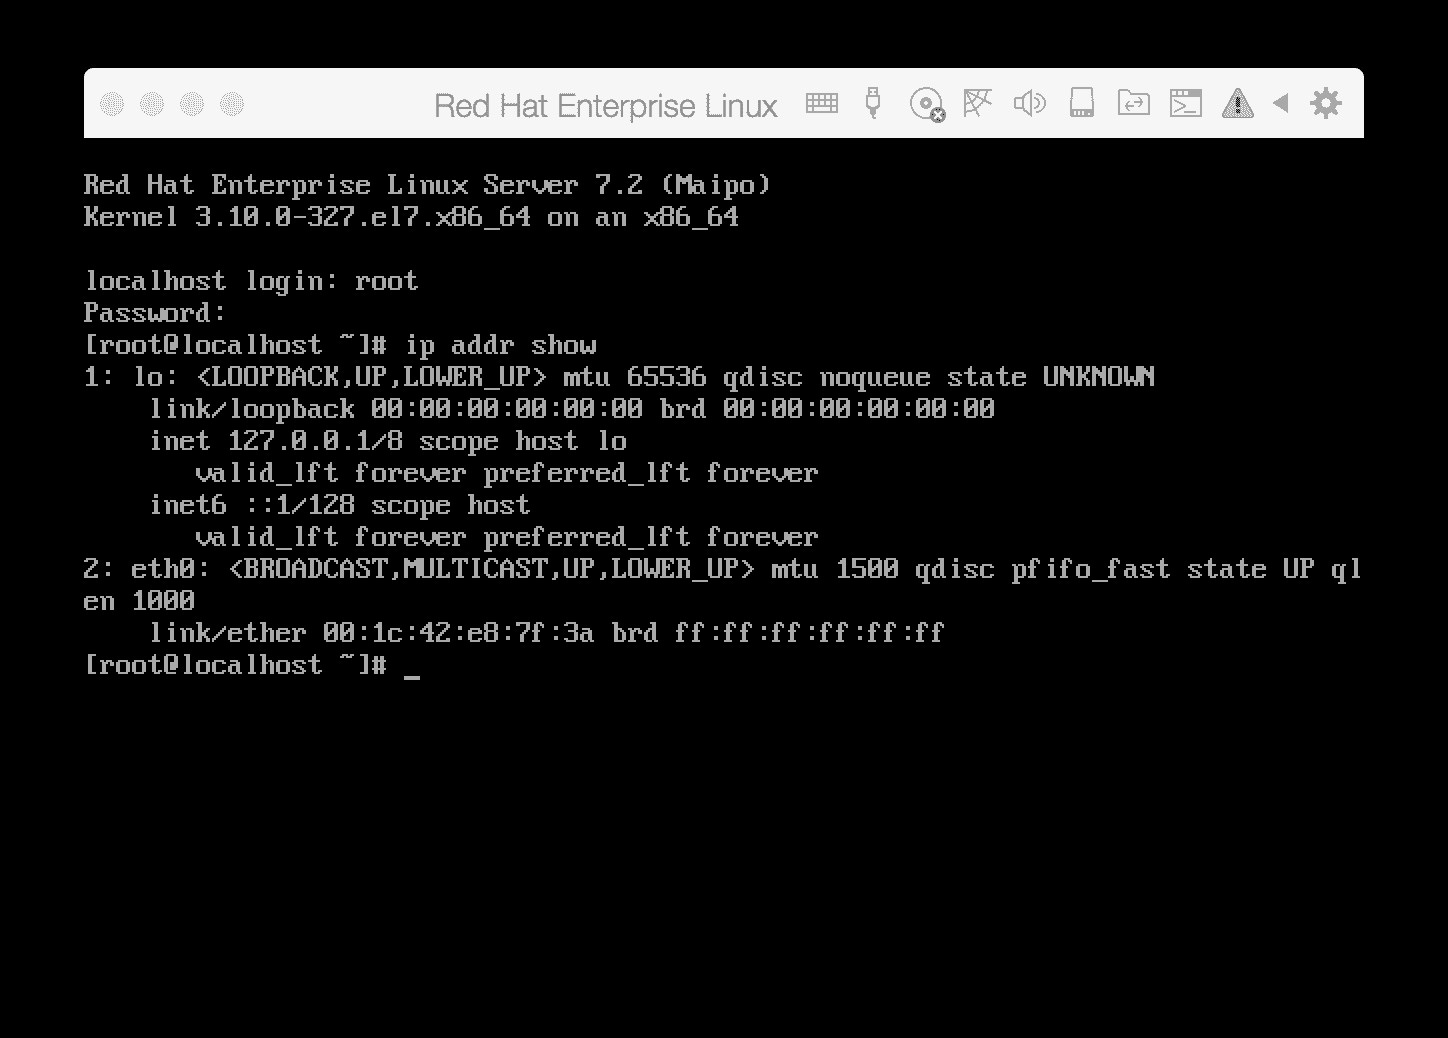 Red Hat Enterprise Linux
Red Hat Enterprise Linux Server 7.2 (Maipo)
Kernel 3.10.0-327.el7.x86_64 on an x86_64
localhost login: root
Password:
[root@localhost ~]# ip addr show
1: lo: <LOOPBACK,UP,LOWER_UP> mtu 65536 qdisc noqueue state UNKNOWN
link/loopback 00:00:00:00:00:00 brd 00:00:00:00:00:00
inet 127.0.0.1/8 scope host lo
valid_lft forever preferred_lft forever
inet6 ::1/128 scope host
valid_lft forever preferred_lft forever
2: eth0: <BROADCAST,MULTICAST,UP,LOWER_UP> mtu 1500 qdisc pfifo_fast state UP ql
en 1000
link/ether 00:1c:42:e8:7f:3a brd ff:ff:ff:ff:ff:ff
[root@localhost ~]# _